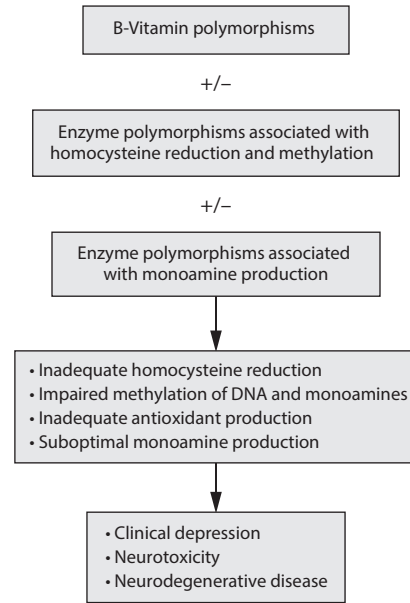 B-Vitamin polymorphisms
+/–
Enzyme polymorphisms associated with
homocysteine reduction and methylation
+/–
Enzyme polymorphisms associated
with monoamine production
• Inadequate homocysteine reduction
• Impaired methylation of DNA and monoamines
• Inadequate antioxidant production
• Suboptimal monoamine production
• Clinical depression
• Neurotoxicity
• Neurodegenerative disease